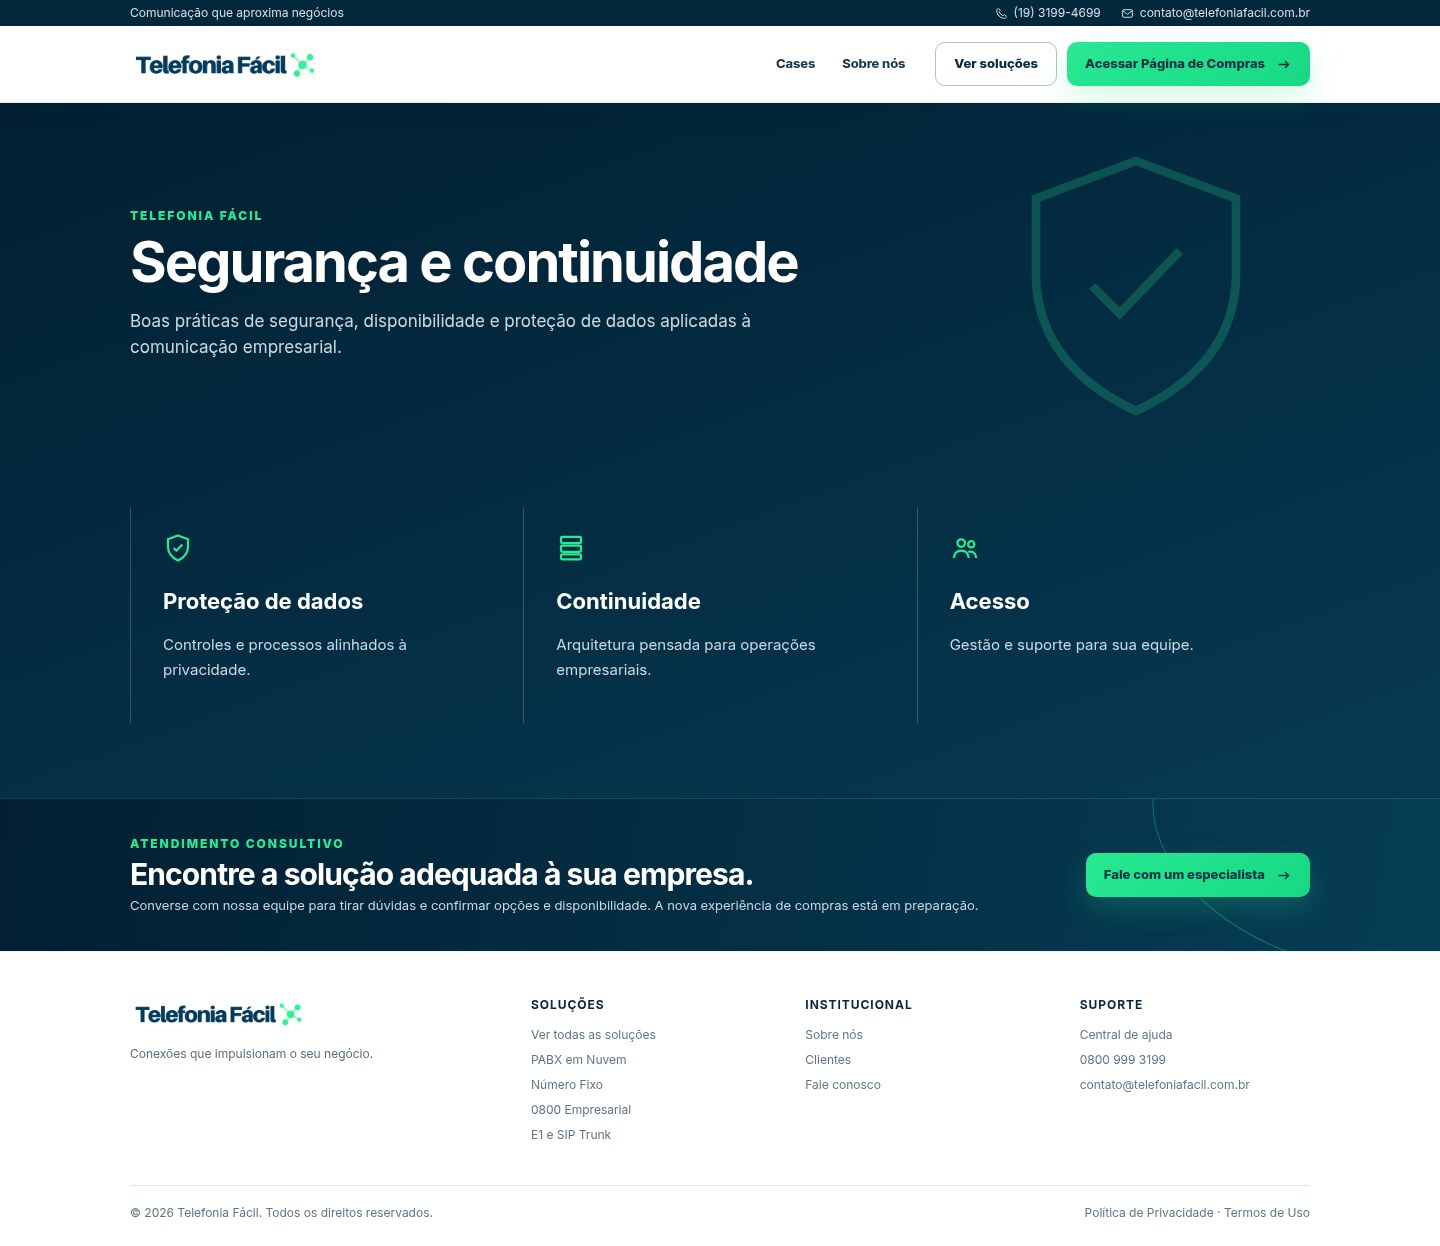 Comunicação que aproxima negócios
(19) 3199-4699
contato@telefoniafacil.com.br
Telefonia Fácil
Cases
Sobre nós
Ver soluções
Acessar Página de Compras
TELEFONIA FÁCIL
Segurança e continuidade
Boas práticas de segurança, disponibilidade e proteção de dados aplicadas à
comunicação empresarial.
Proteção de dados
Controles e processos alinhados à
privacidade.
Continuidade
Arquitetura pensada para operações
empresariais.
Acesso
Gestão e suporte para sua equipe.
ATENDIMENTO CONSULTIVO
Encontre a solução adequada à sua empresa.
Converse com nossa equipe para tirar dúvidas e confirmar opções e disponibilidade. A nova experiência de compras está em preparação.
Fale com um especialista
Telefonia Fácil
Conexões que impulsionam o seu negócio.
SOLUÇÕES
Ver todas as soluções
PABX em Nuvem
Número Fixo
0800 Empresarial
E1 e SIP Trunk
INSTITUCIONAL
Sobre nós
Clientes
Fale conosco
SUPORTE
Central de ajuda
0800 999 3199
contato@telefoniafacil.com.br
© 2026 Telefonia Fácil. Todos os direitos reservados.
Política de Privacidade · Termos de Uso